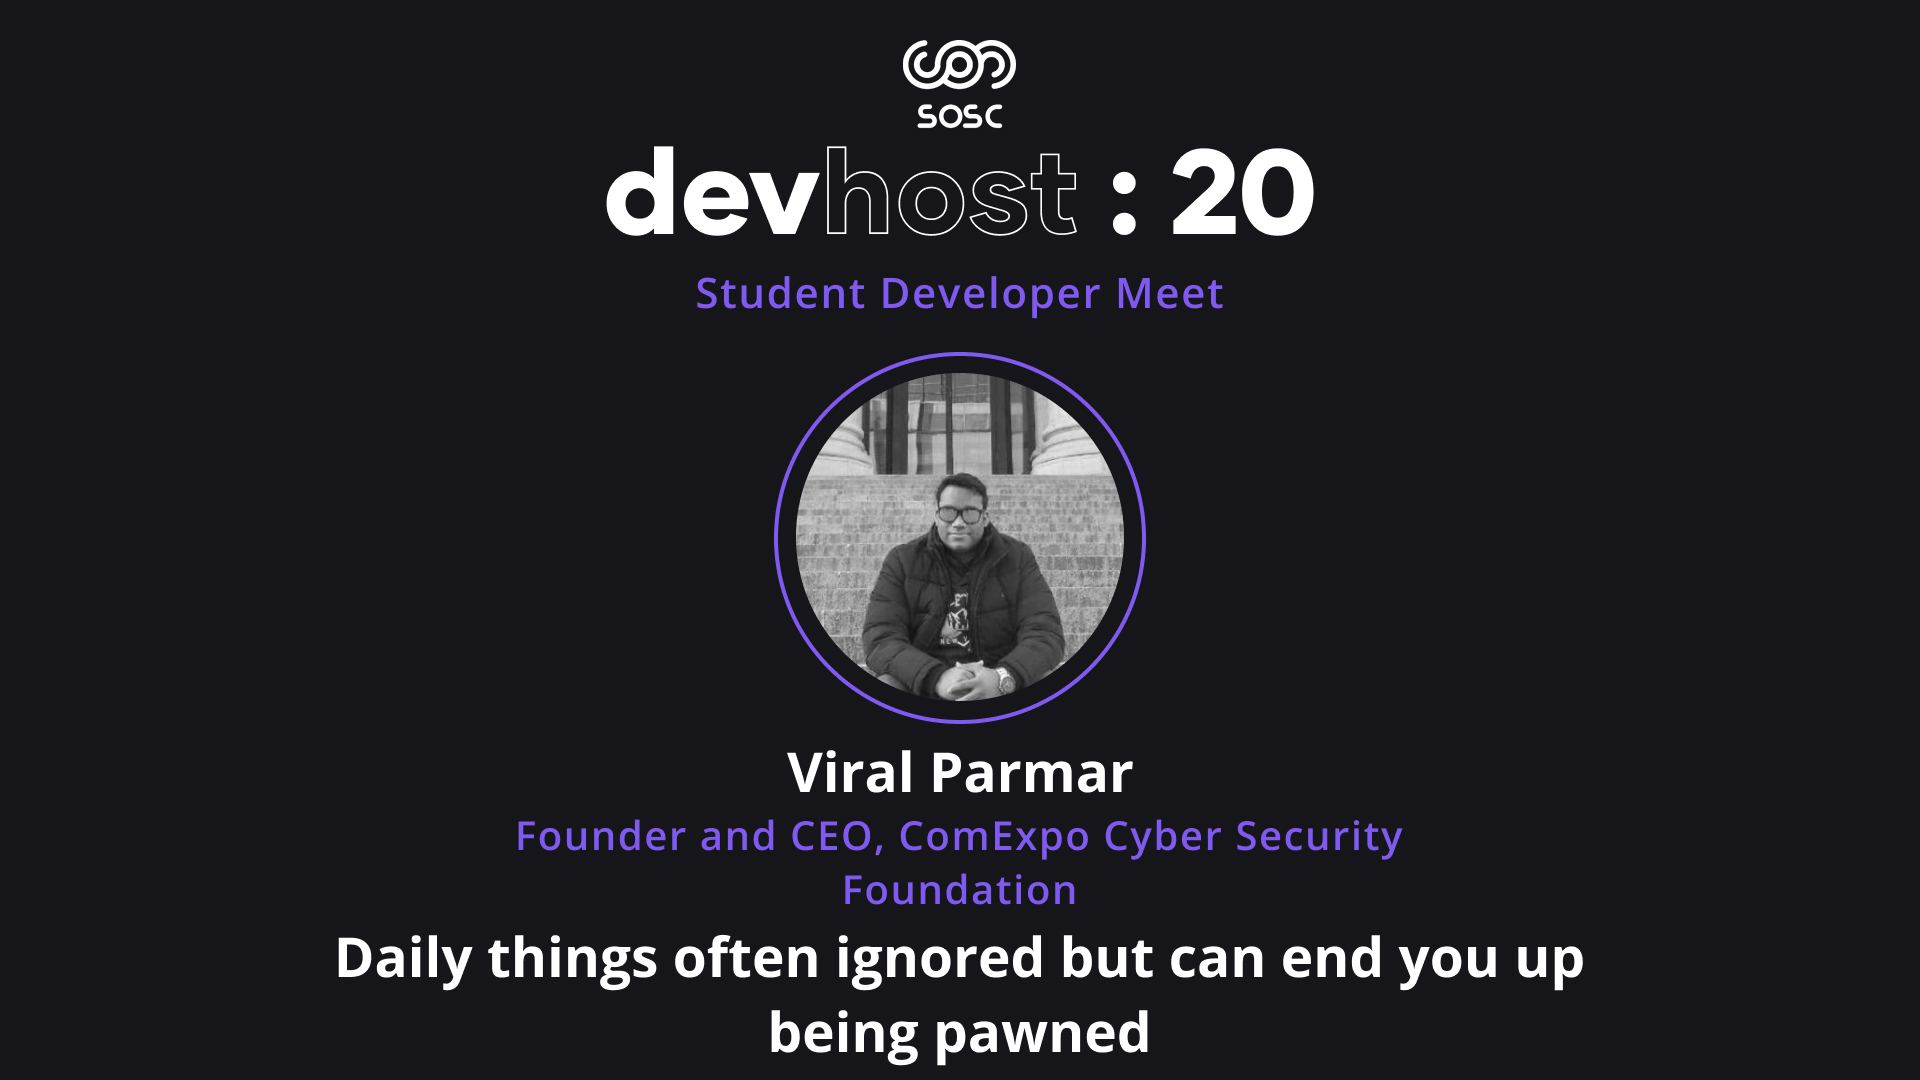 sosc
devhost : 20
Student Developer Meet
Viral Parmar
Founder and CEO, ComExpo Cyber Security
Foundation
Daily things often ignored but can end you up
being pawned